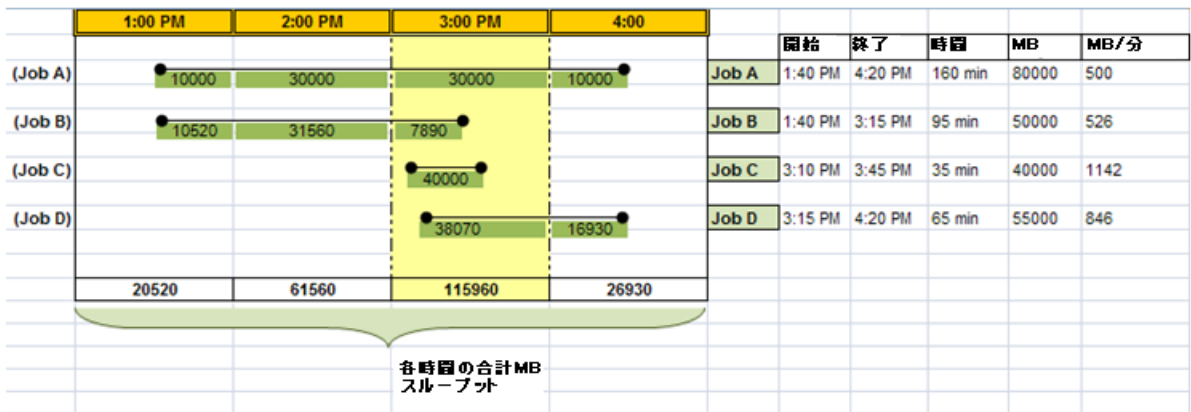 1:00 PM 2:00 PM 3:00 PM 4:00
開始 終了 時間 MB MB/分
(Job A) 10000 30000 30000 10000 Job A 1:40 PM 4:20 PM 160 min 80000 500
(Job B) 10520 31560 7890 Job B 1:40 PM 3:15 PM 95 min 50000 526
(Job C) 40000 Job C 3:10 PM 3:45 PM 35 min 40000 1142
(Job D) 38070 16930 Job D 3:15 PM 4:20 PM 65 min 55000 846
20520 61560 115960 26930
各時間の合計MB
スループット